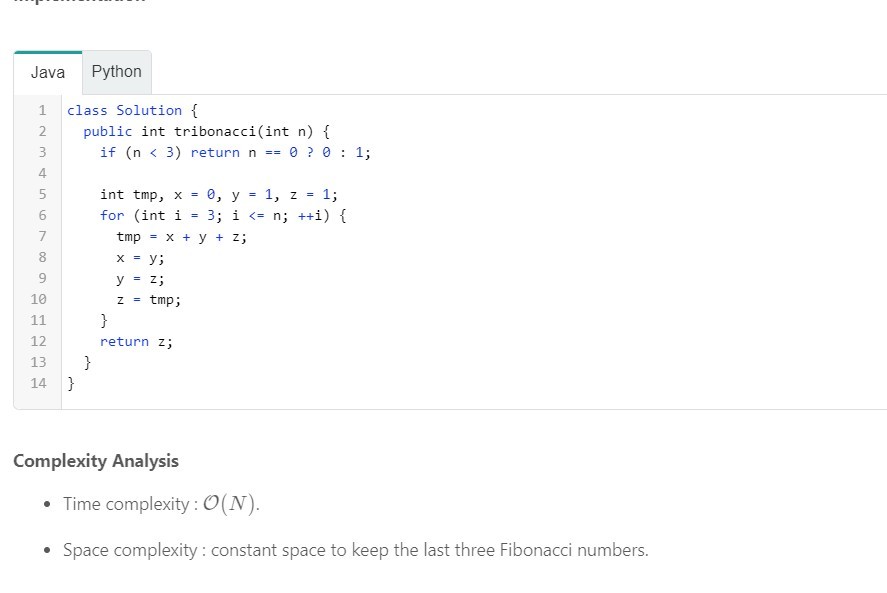 Java Python
1 class Solution {
2 public int tribonacci(int n) {
3 if (n < 3) return n == 0 ? 0 : 1;
4
5 int tmp, x = 0, y = 1, z = 1;
6 for (int i = 3; i <= n; ++i) {
7 tmp = x + y + z;
8 x = y;
9 y = z;
10 z = tmp;
11 }
12 return z;
13 }
14 }
Complexity Analysis
• Time complexity : O(N).
• Space complexity : constant space to keep the last three Fibonacci numbers.